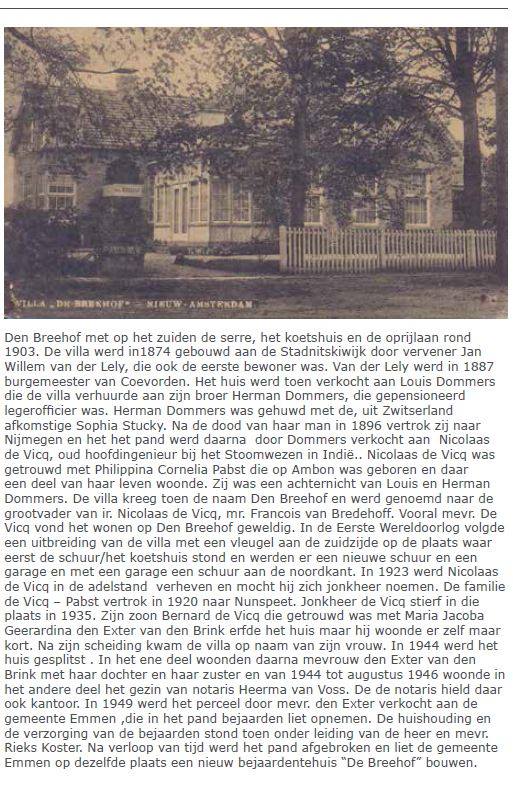 VILLA „DE BREEHOF" – NIEUW-AMSTERDAM
Den Breehof met op het zuiden de serre, het koetshuis en de oprijlaan rond
1903. De villa werd in1874 gebouwd aan de Stadnitskiwijk door vervener Jan
Willem van der Lely, die ook de eerste bewoner was. Van der Lely werd in 1887
burgemeester van Coevorden. Het huis werd toen verkocht aan Louis Dommers
die de villa verhuurde aan zijn broer Herman Dommers, die gepensioneerd
legerofficier was. Herman Dommers was gehuwd met de, uit Zwitserland
afkomstige Sophia Stucky. Na de dood van haar man in 1896 vertrok zij naar
Nijmegen en het het pand werd daarna  door Dommers verkocht aan  Nicolaas
de Vicq, oud hoofdingenieur bij het Stoomwezen in Indië.. Nicolaas de Vicq was
getrouwd met Philippina Cornelia Pabst die op Ambon was geboren en daar
een deel van haar leven woonde. Zij was een achternicht van Louis en Herman
Dommers. De villa kreeg toen de naam Den Breehof en werd genoemd naar de
grootvader van ir. Nicolaas de Vicq, mr. Francois van Bredehoff. Vooral mevr. De
Vicq vond het wonen op Den Breehof geweldig. In de Eerste Wereldoorlog volgde
een uitbreiding van de villa met een vleugel aan de zuidzijde op de plaats waar
eerst de schuur/het koetshuis stond en werden er een nieuwe schuur en een
garage en met een garage een schuur aan de noordkant. In 1923 werd Nicolaas
de Vicq in de adelstand  verheven en mocht hij zich jonkheer noemen. De familie
de Vicq – Pabst vertrok in 1920 naar Nunspeet. Jonkheer de Vicq stierf in die
plaats in 1935. Zijn zoon Bernard de Vicq die getrouwd was met Maria Jacoba
Geerardina den Exter van den Brink erfde het huis maar hij woonde er zelf maar
kort. Na zijn scheiding kwam de villa op naam van zijn vrouw. In 1944 werd het
huis gesplitst . In het ene deel woonden daarna mevrouw den Exter van den
Brink met haar dochter en haar zuster en van 1944 tot augustus 1946 woonde in
het andere deel het gezin van notaris Heerma van Voss. De de notaris hield daar
ook kantoor. In 1949 werd het perceel door mevr. den Exter verkocht aan de
gemeente Emmen ,die in het pand bejaarden liet opnemen. De huishouding en
de verzorging van de bejaarden stond toen onder leiding van de heer en mevr.
Rieks Koster. Na verloop van tijd werd het pand afgebroken en liet de gemeente
Emmen op dezelfde plaats een nieuw bejaardentehuis “De Breehof” bouwen.